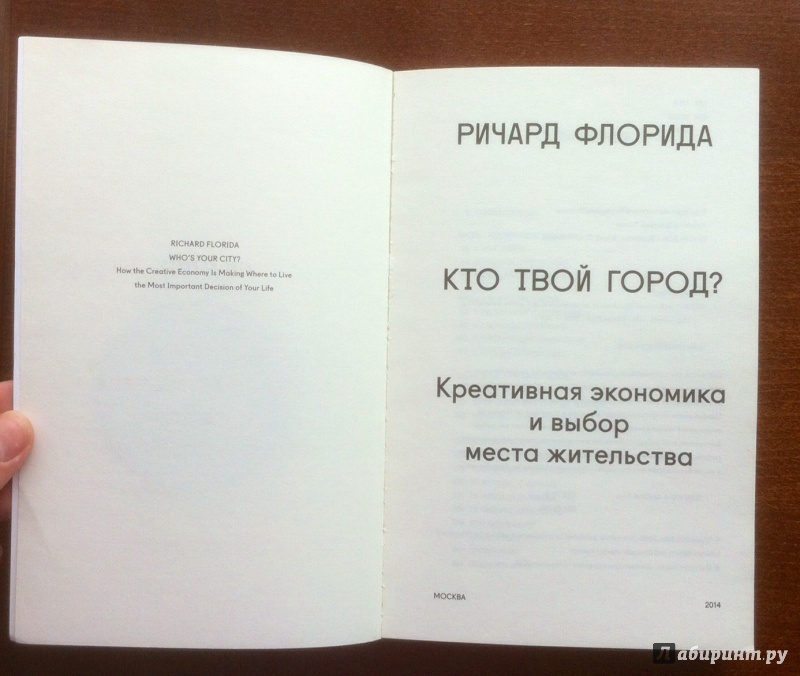 RICHARD FLORIDA
WHO'S YOUR CITY?
How the Creative Economy Is Making Where to Live
the Most Important Decision of Your Life
РИЧАРД ФЛОРИДА
КТО ТВОЙ ГОРОД?
Креативная экономика
и выбор
места жительства
МОСКВА
2014
Лабиринт.ру